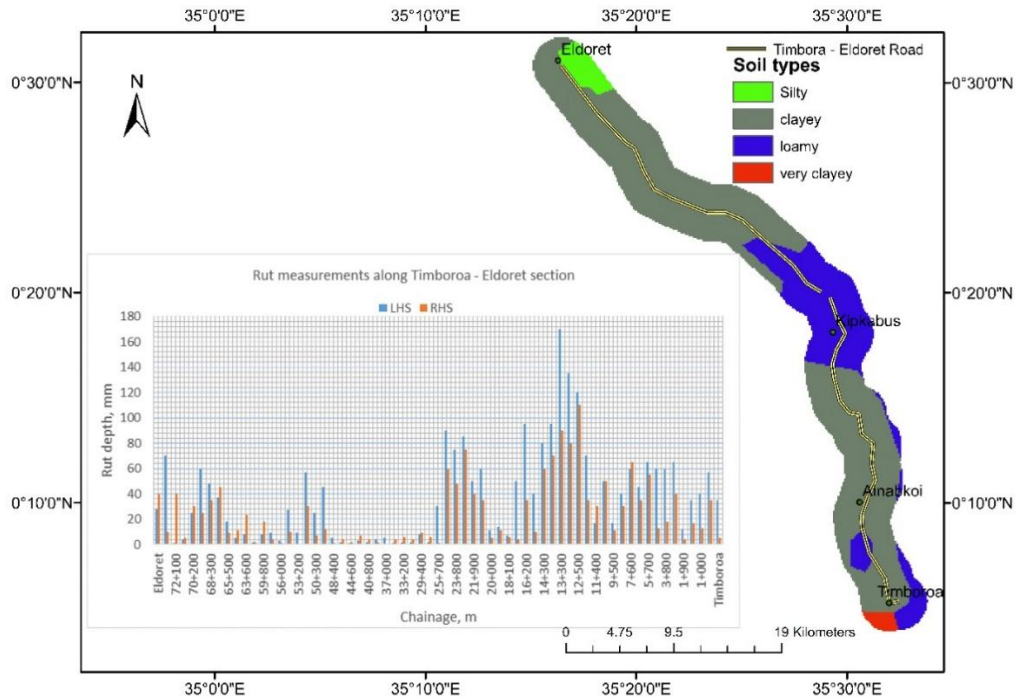 35°0'0"E 35°10'0"E 35°20'0"E 35°30'0"E
Eldoret
Timbora - Eldoret Road
Soil types
Silty
clayey
loamy
very clayey
0°30'0"N 0°30'0"N
N
Rut measurements along Timboroa - Eldoret section
LHS RHS
180
160
140
120
100
80
60
40
20
0
Rut depth, mm
Eldoret
72+100
70+200
68+300
65+500
63+600
59+800
56+000
53+200
50+300
48+400
44+600
40+800
37+000
33+200
29+400
25+700
23+800
21+900
20+000
18+100
16+200
14+300
13+300
12+500
11+400
9+500
7+600
5+700
3+800
1+900
1+000
Timboroa
Chainage, m
0°20'0"N 0°20'0"N
Kipkabus
0°10'0"N 0°10'0"N
Ainabkoi
Timboroa
0 4.75 9.5 19 Kilometers
35°0'0"E 35°10'0"E 35°20'0"E 35°30'0"E